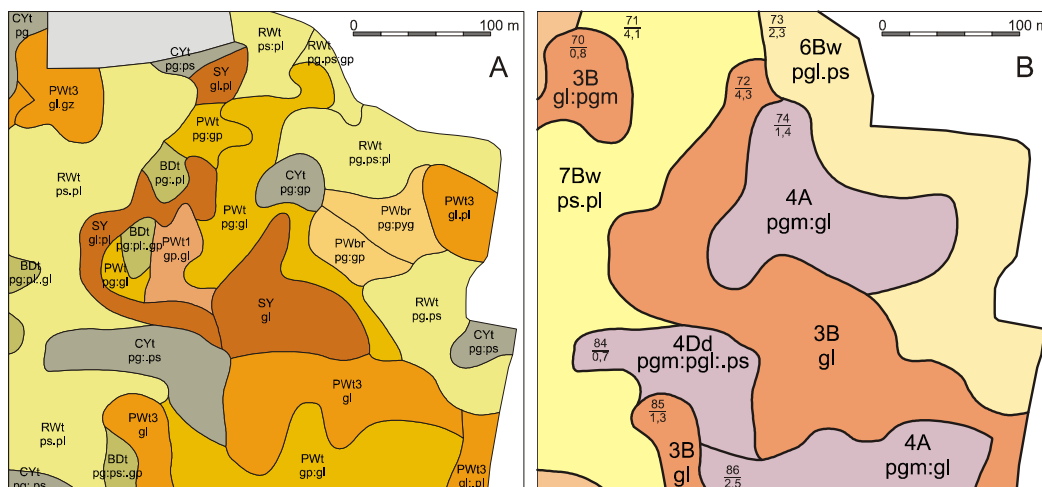 0
100 m
A
CYt
pg
CYt
pg:ps
RWt
ps:pl
RWt
pg.ps:gp
SY
gl.pl
PWt3
gl.gz
PWt
pg:gp
RWt
pg.ps:pl
RWt
ps.pl
BDt
pg:.pl
CYt
pg:gp
PWt
pg:gl
PWbr
pg:pyg
PWt3
gl.pl
SY
gl:pl
BDt
pg:pl:.gp
PWt1
gp.gl
PWbr
pg:gp
BDt
pg:pl:.gl
PWt
pg:gl
SY
gl
RWt
pg.ps
CYt
pg:.ps
CYt
pg:ps
PWt3
gl
PWt3
gl
RWt
ps.pl
BDt
pg:ps:.gp
PWt
gp:gl
PWt3
gl:.pl
CYt
pg:.ps
0
100 m
B
71
4,1
73
2,3
6Bw
pgl.ps
70
0,8
3B
gl:pgm
72
4,3
74
1,4
7Bw
ps.pl
4A
pgm:gl
3B
gl
84
0,7
4Dd
pgm:pgl:.ps
85
1,3
3B
gl
4A
pgm:gl
86
2,5